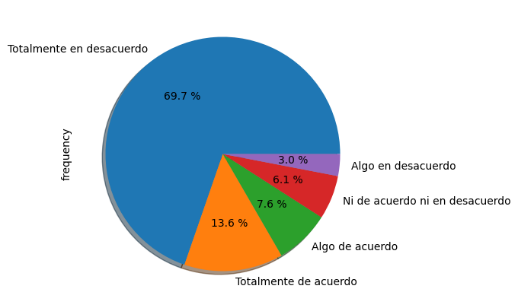 Totalmente en desacuerdo
69.7 %
frequency
3.0 %
Algo en desacuerdo
6.1 %
Ni de acuerdo ni en desacuerdo
7.6 %
13.6 %
Algo de acuerdo
Totalmente de acuerdo